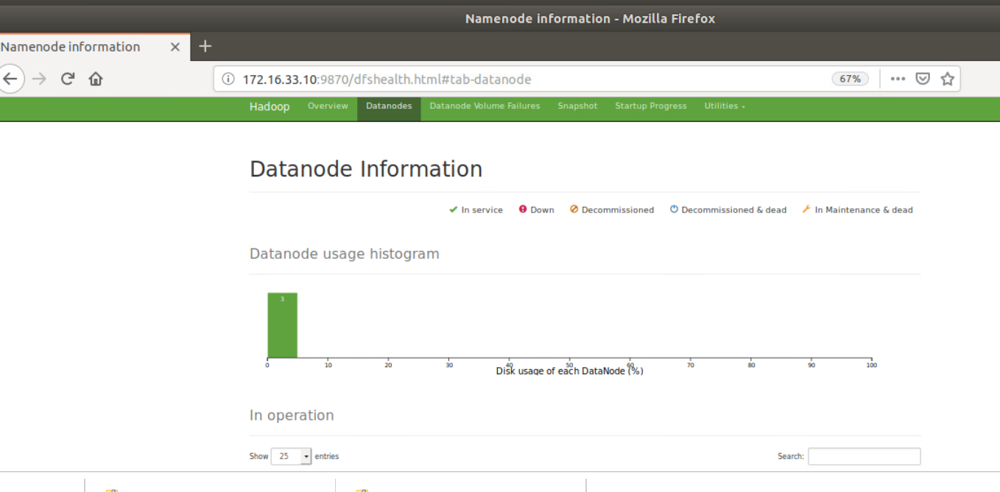 Namenode information - Mozilla Firefox
Namenode information
172.16.33.10:9870/dfshealth.html#tab-datanode 67%
Hadoop Overview Datanodes Datanode Volume Failures Snapshot Startup Progress Utilities
Datanode Information
In service Down Decommissioned Decommissioned & dead In Maintenance & dead
Datanode usage histogram
3
0 10 20 30 40 50 60 70 80 90 100
Disk usage of each DataNode (%)
In operation
Show 25 entries Search: